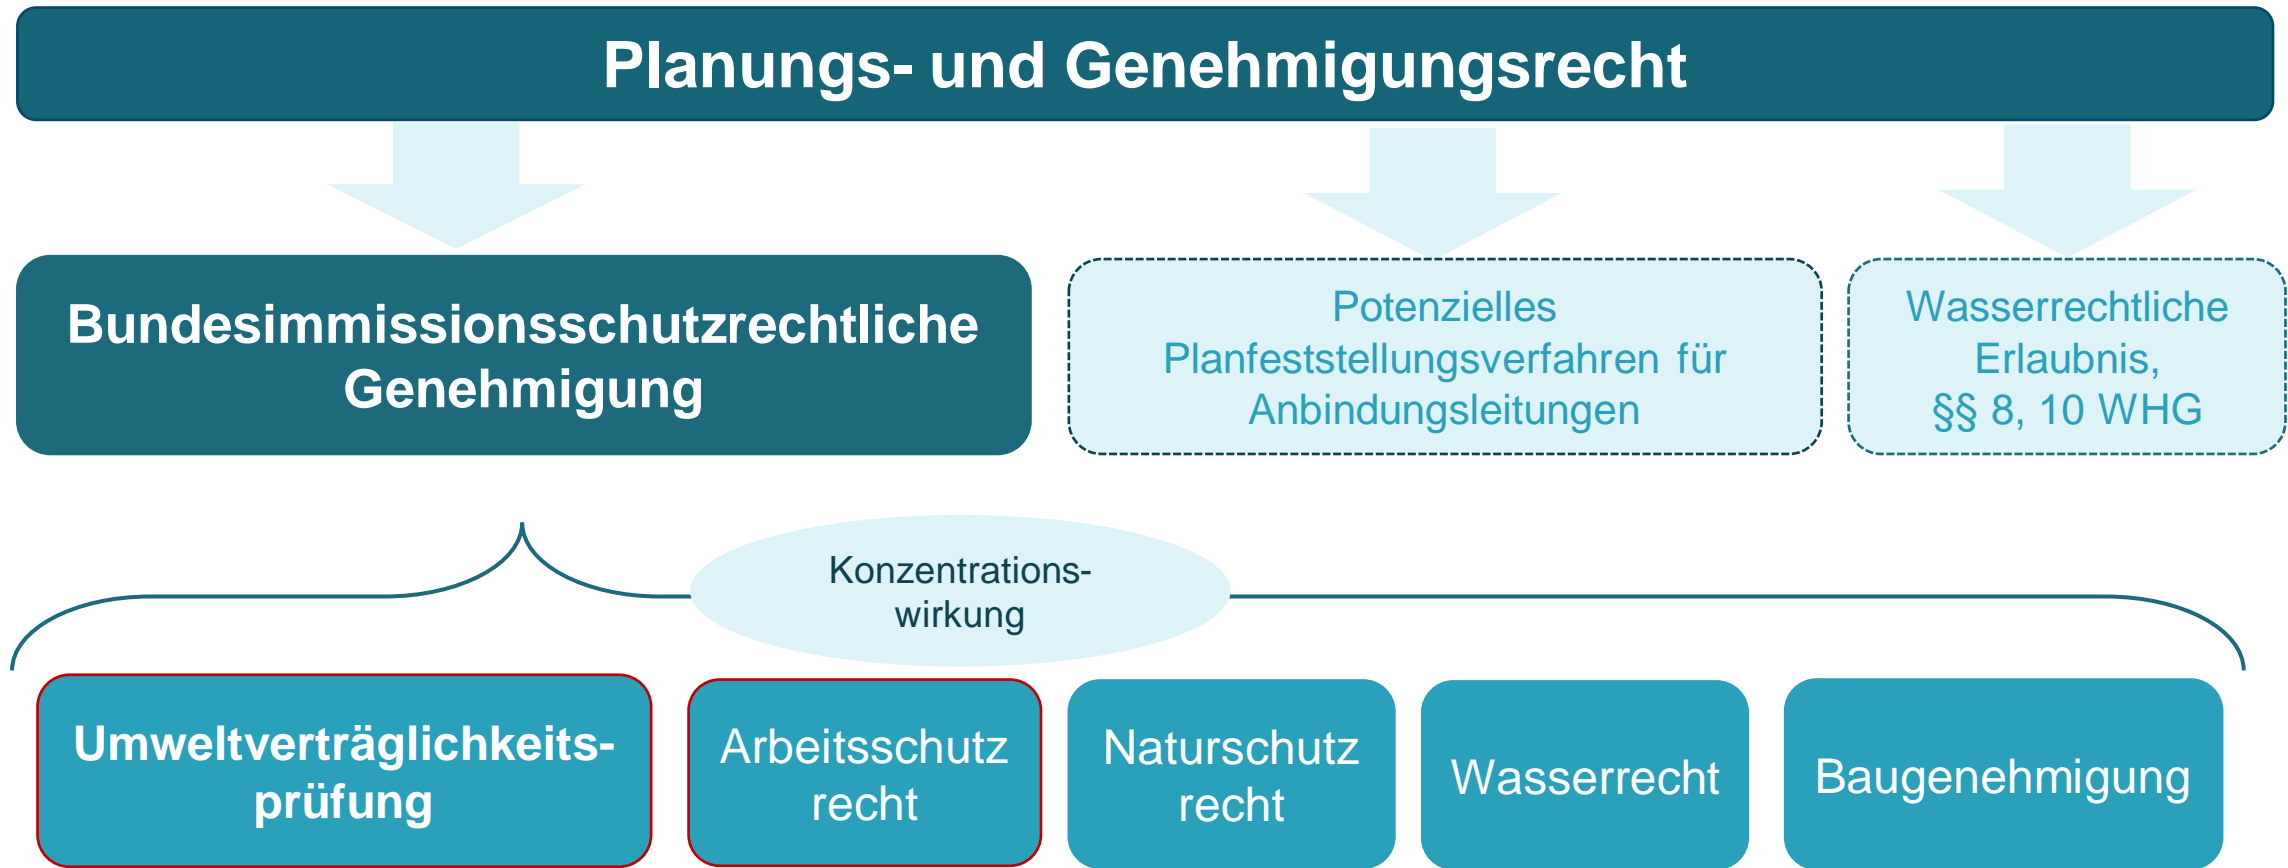 Planungs- und Genehmigungsrecht
Bundesimmissionsschutzrechtliche
Genehmigung
Potenzielles
Planfeststellungsverfahren für
Anbindungsleitungen
Wasserrechtliche
Erlaubnis,
§§ 8, 10 WHG
Konzentrations-
wirkung
Umweltverträglichkeits-
prüfung
Arbeitsschutz
recht
Naturschutz
recht
Wasserrecht
Baugenehmigung